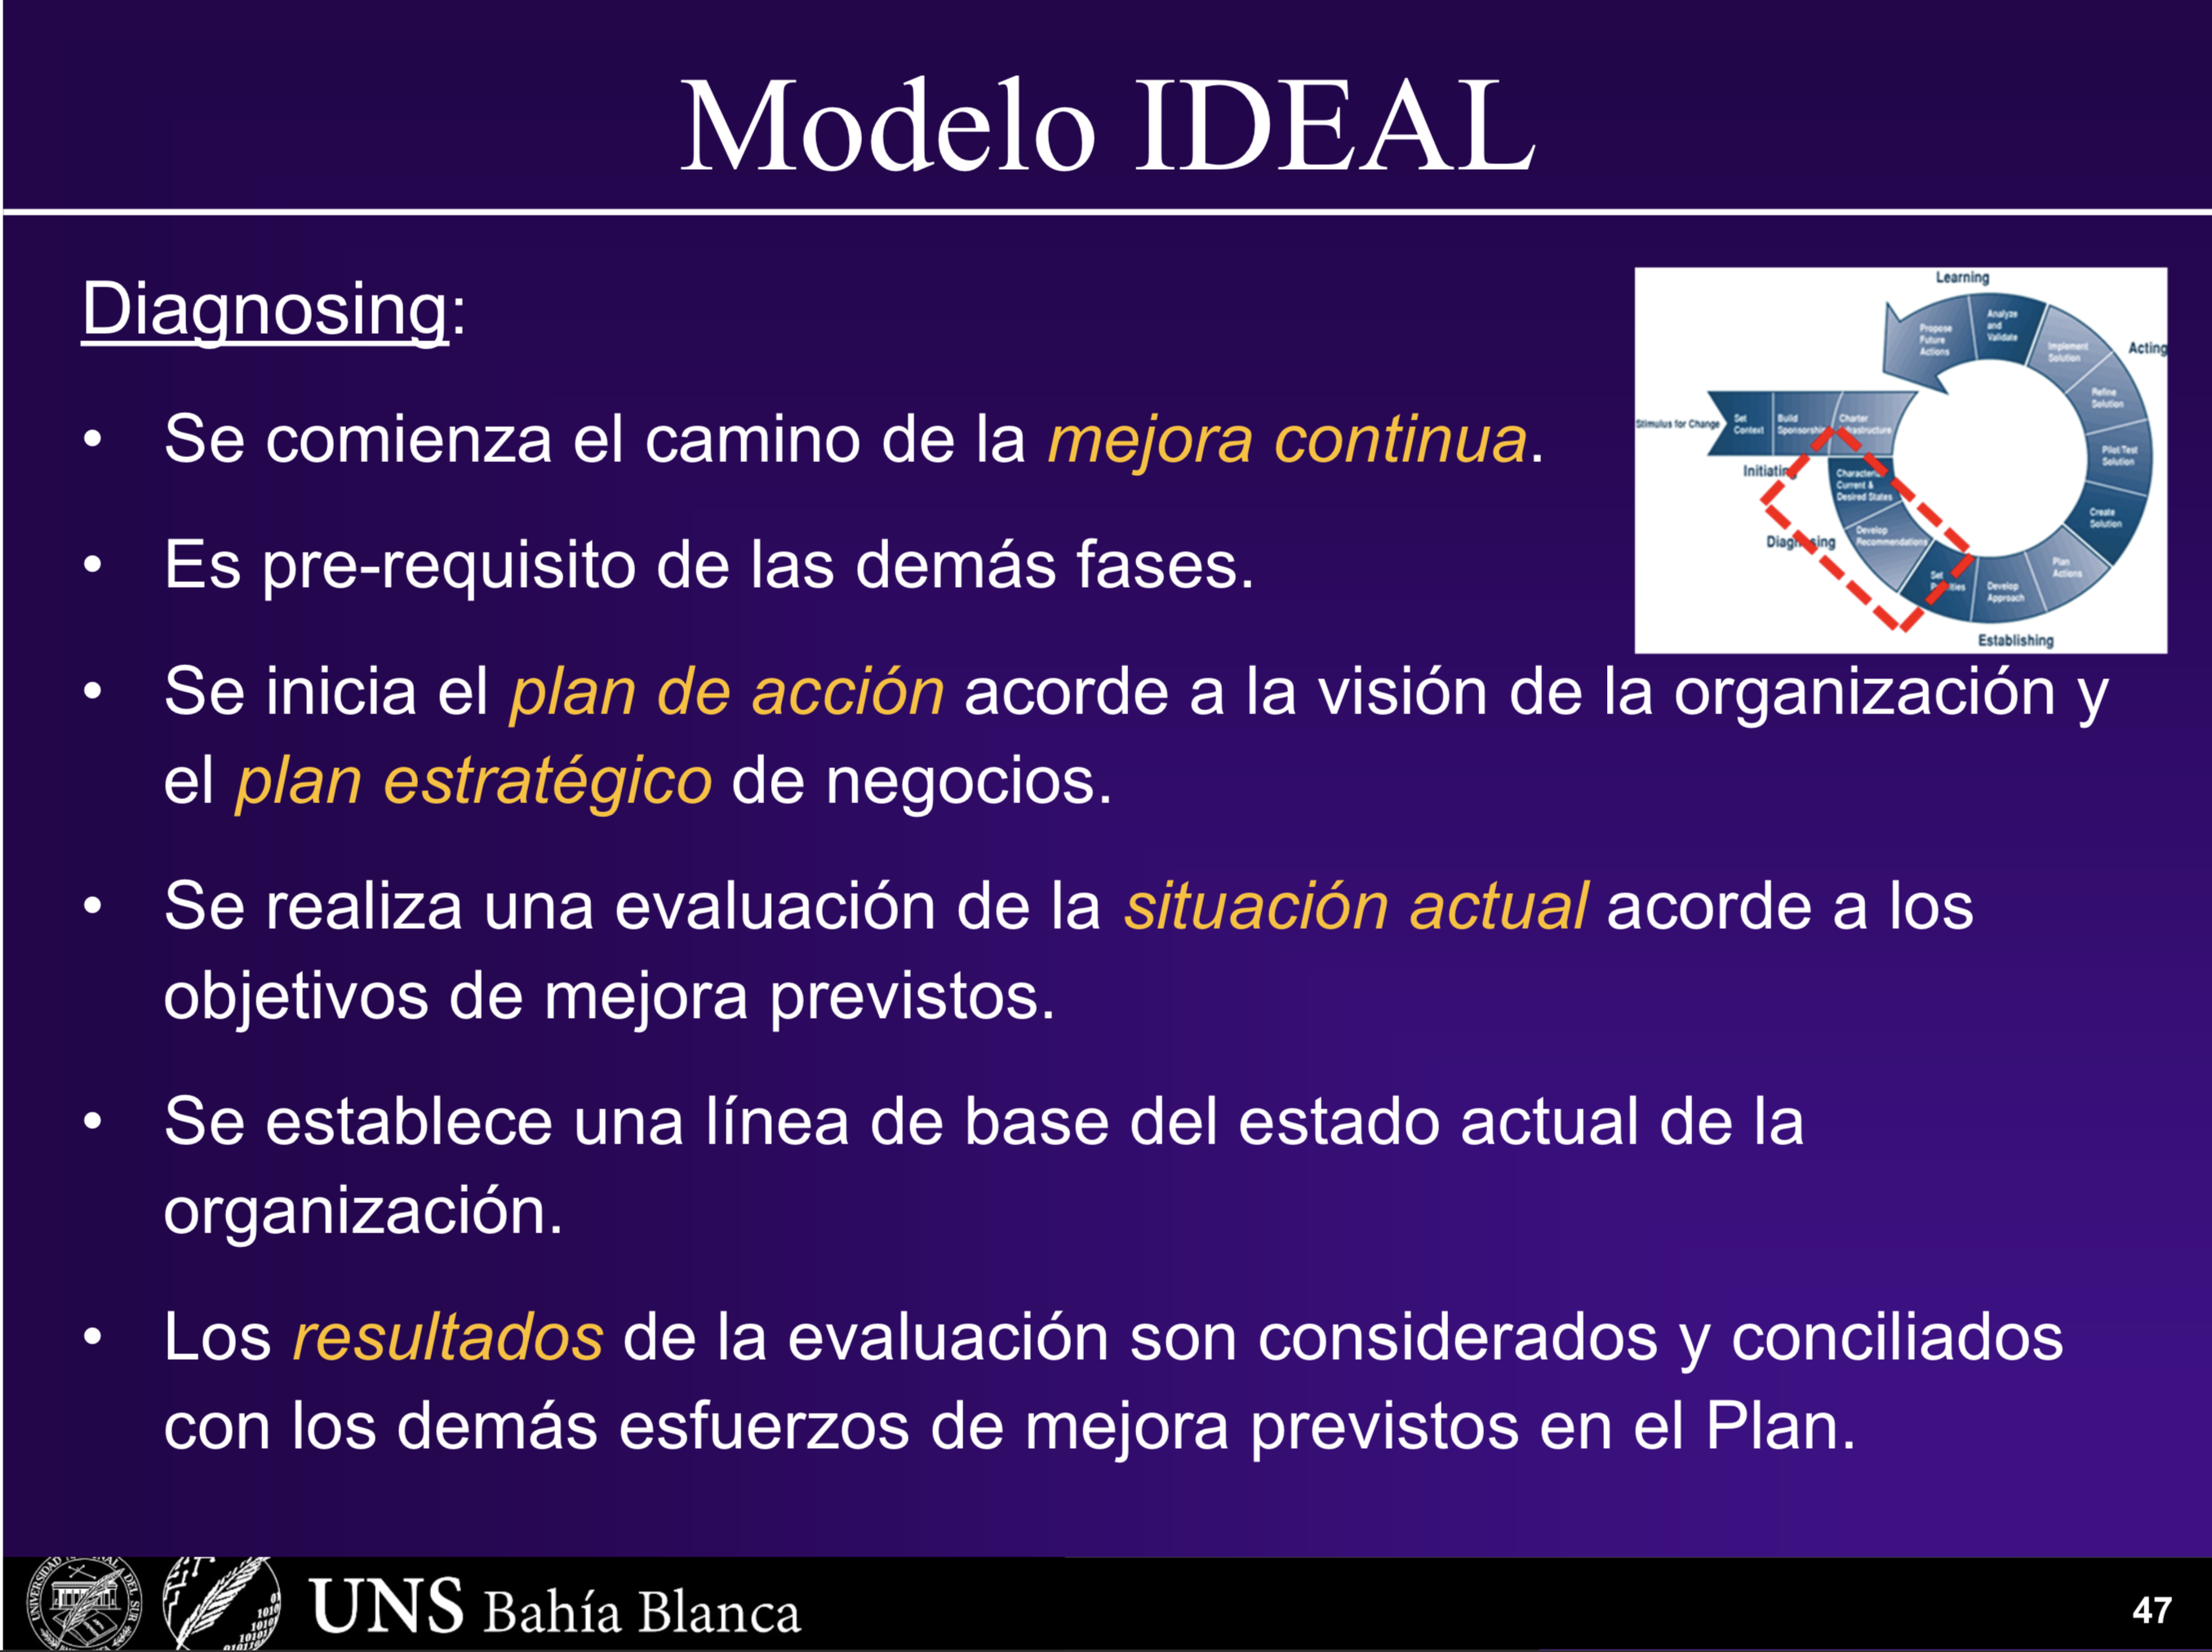 Modelo IDEAL
Diagnosing:
• Se comienza el camino de la mejora continua.
• Es pre-requisito de las demás fases.
• Se inicia el plan de acción acorde a la visión de la organización y
el plan estratégico de negocios.
• Se realiza una evaluación de la situación actual acorde a los
objetivos de mejora previstos.
• Se establece una línea de base del estado actual de la
organización.
• Los resultados de la evaluación son considerados y conciliados
con los demás esfuerzos de mejora previstos en el Plan.
Learning
Analyze
and
Validate
Propose
Future
Actions
Implement
Solution
Acting
Refine
Solution
Stimulus for Change
Set
Context
Build
Charter
Pilot Test
Solution
Current &
Desired States
Create
Solution
Develop
Recommendations
Plan
Actions
Set
Develop
Approach
Establishing
UNS Bahía Blanca
47